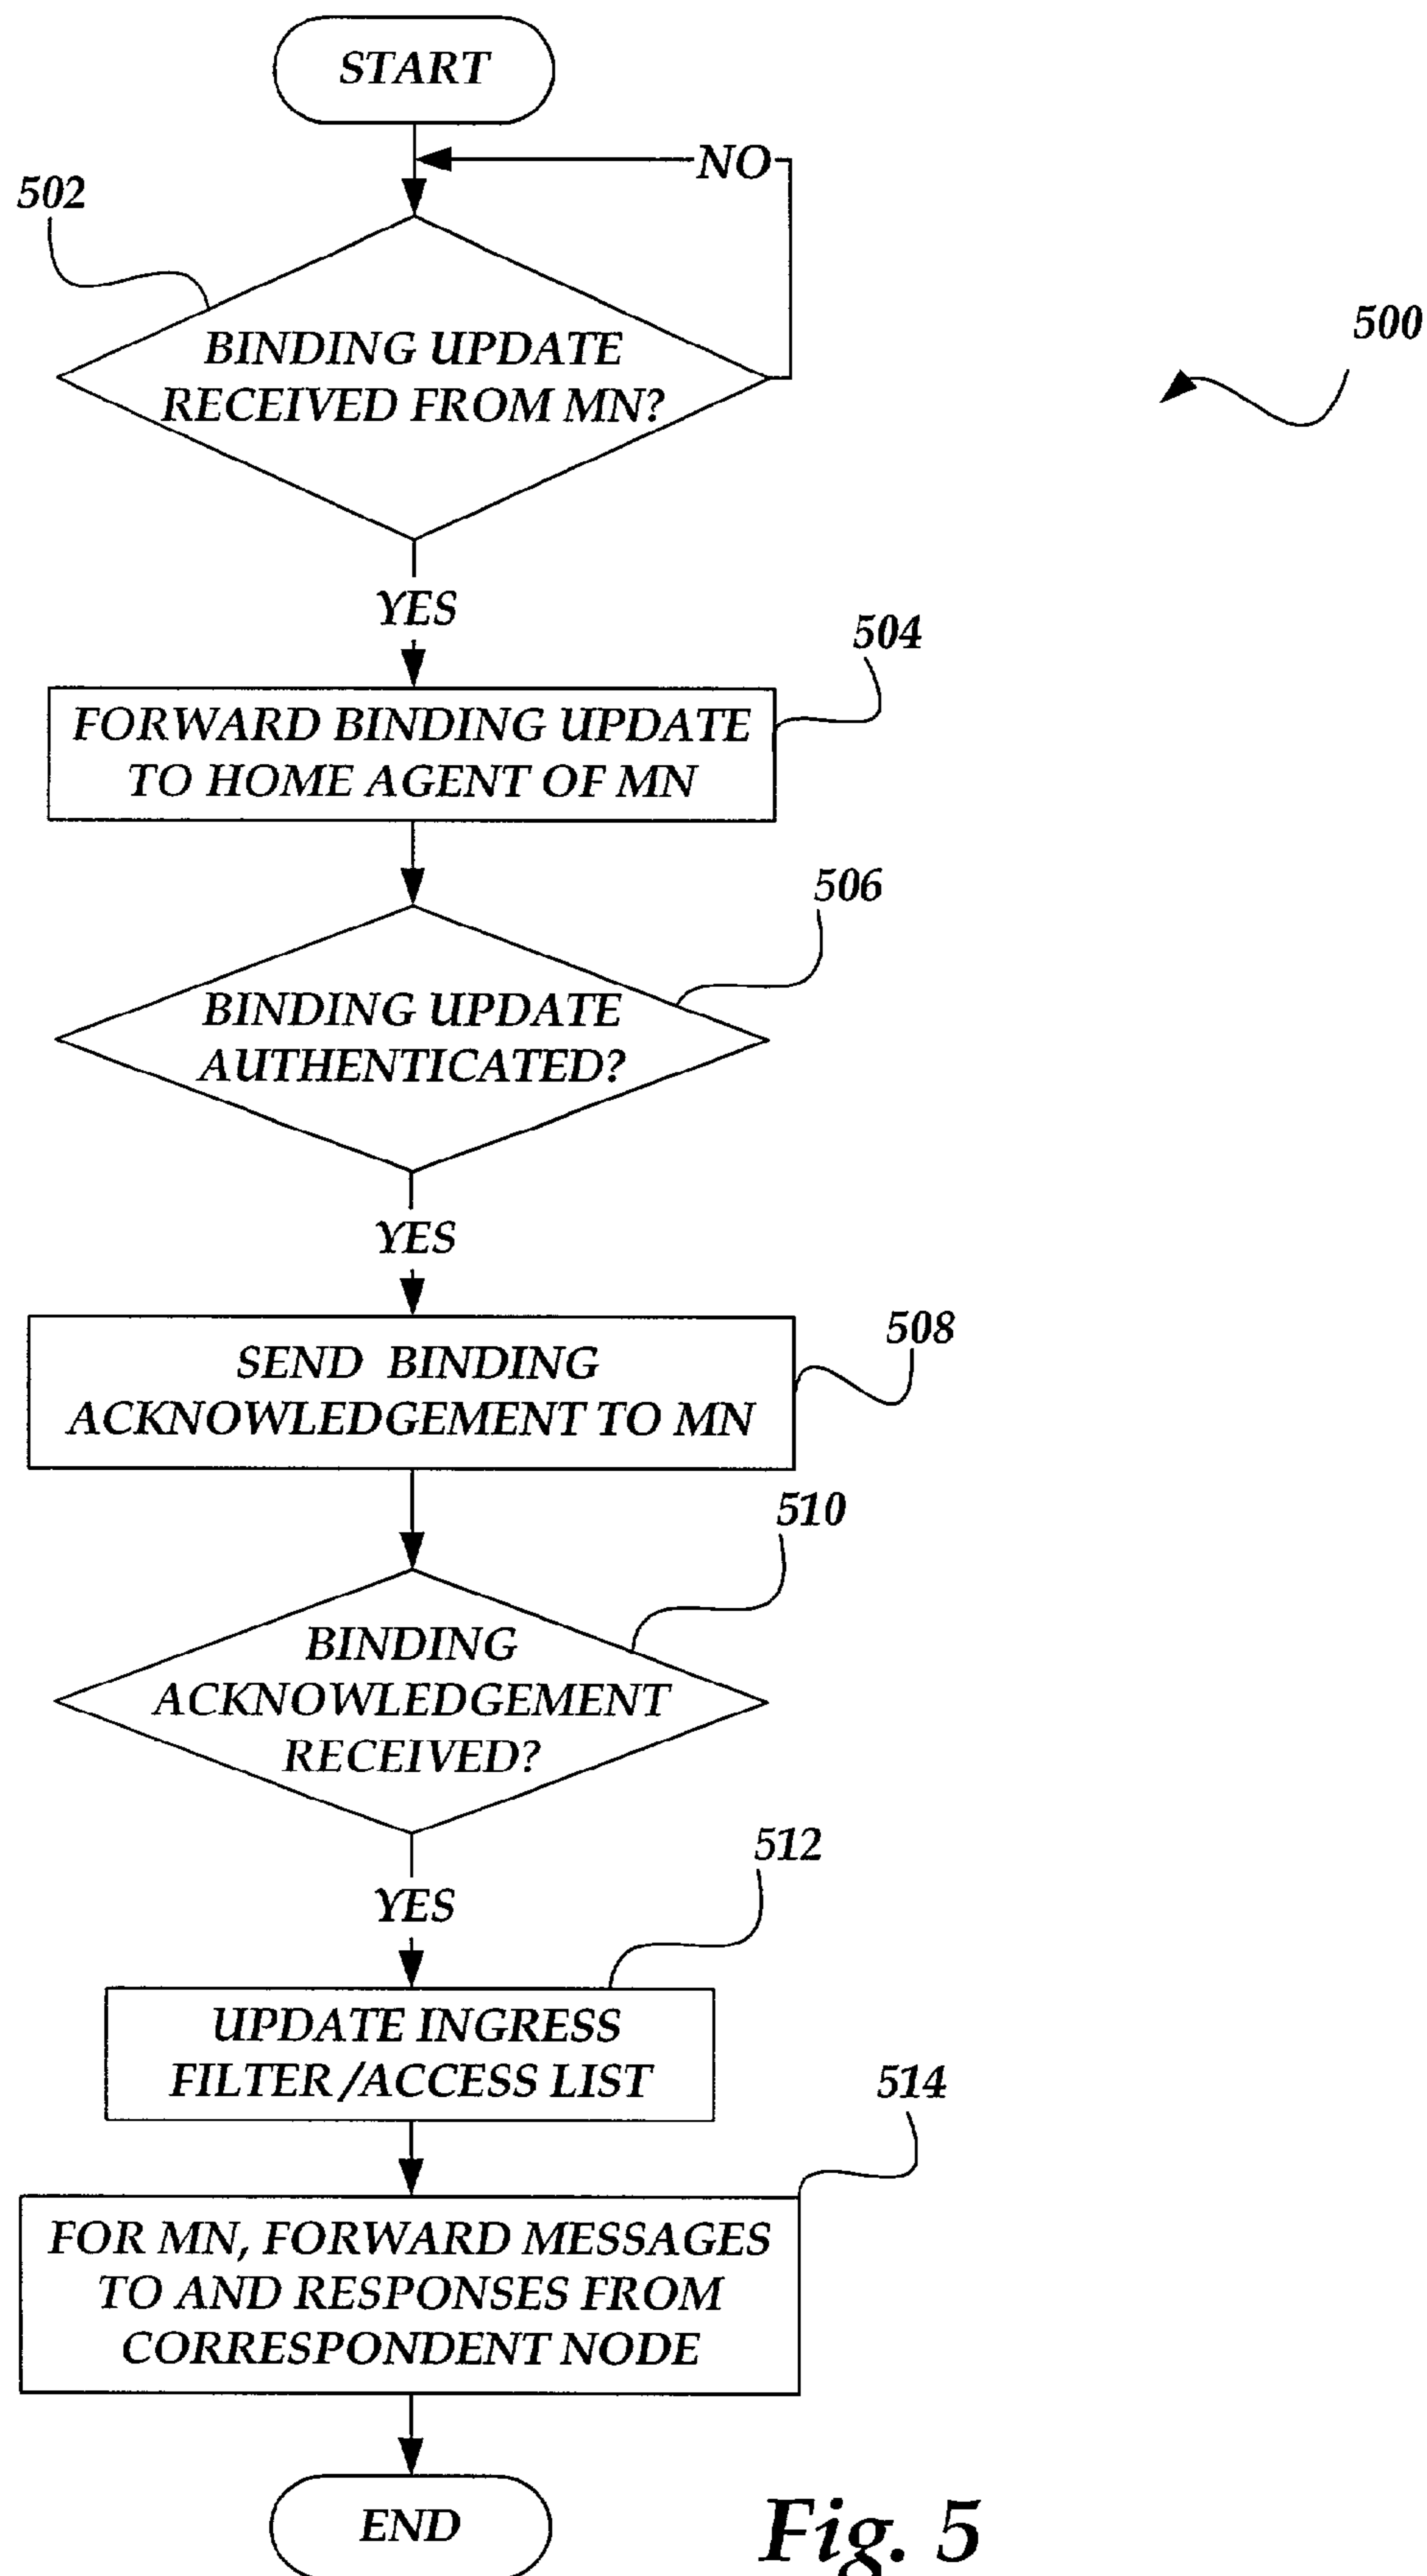 START
NO
502
500
BINDING UPDATE
RECEIVED FROM MN?
YES
504
FORWARD BINDING UPDATE
TO HOME AGENT OF MN
506
BINDING UPDATE
AUTHENTICATED?
YES
508
SEND BINDING
ACKNOWLEDGEMENT TO MN
510
BINDING
ACKNOWLEDGEMENT
RECEIVED?
512
YES
UPDATE INGRESS
FILTER/ACCESS LIST
514
FOR MN, FORWARD MESSAGES
TO AND RESPONSES FROM
CORRESPONDENT NODE
END
Fig. 5